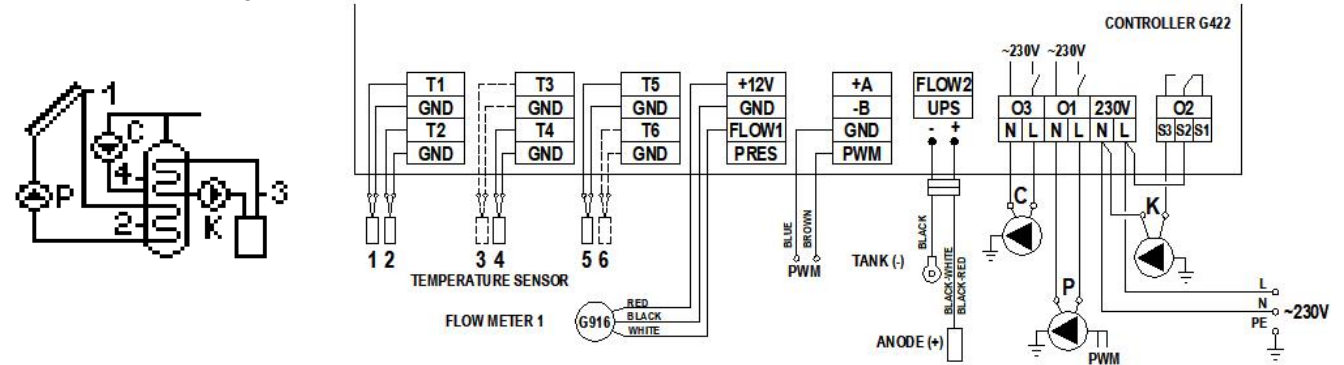 1
C
4
P
3
2
K
CONTROLLER G422
~230V ~230V
T1 T3 T5 +12V +A FLOW2
GND GND GND GND -B UPS O3 O1 230V O2
T2 T4 T6 FLOW1 GND - + N L N L N L S3 S2 S1
GND GND GND PRES PWM
C K
BLUE BROWN BLACK
1 2 3 4 5 6 PWM TANK (-) BLACK-WHITE BLACK-RED
TEMPERATURE SENSOR
P L
RED N ~230V
FLOW METER 1 G916 BLACK PE
WHITE
ANODE (+)
PWM